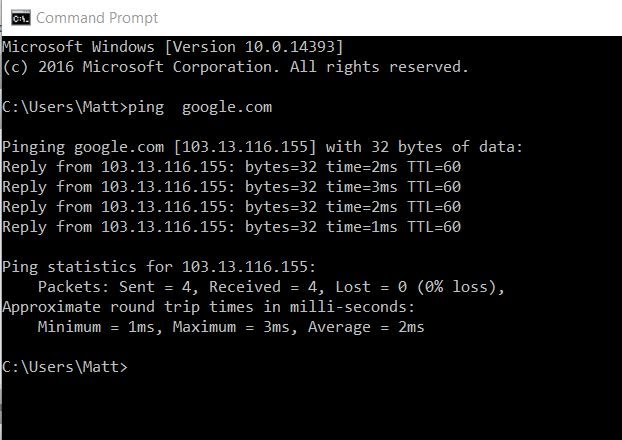 Command Prompt
Microsoft Windows [Version 10.0.14393]
(c) 2016 Microsoft Corporation. All rights reserved.
C:\Users\Matt>ping  google.com
Pinging google.com [103.13.116.155] with 32 bytes of data:
Reply from 103.13.116.155: bytes=32 time=2ms TTL=60
Reply from 103.13.116.155: bytes=32 time=3ms TTL=60
Reply from 103.13.116.155: bytes=32 time=2ms TTL=60
Reply from 103.13.116.155: bytes=32 time=1ms TTL=60
Ping statistics for 103.13.116.155:
    Packets: Sent = 4, Received = 4, Lost = 0 (0% loss),
Approximate round trip times in milli-seconds:
    Minimum = 1ms, Maximum = 3ms, Average = 2ms
C:\Users\Matt>